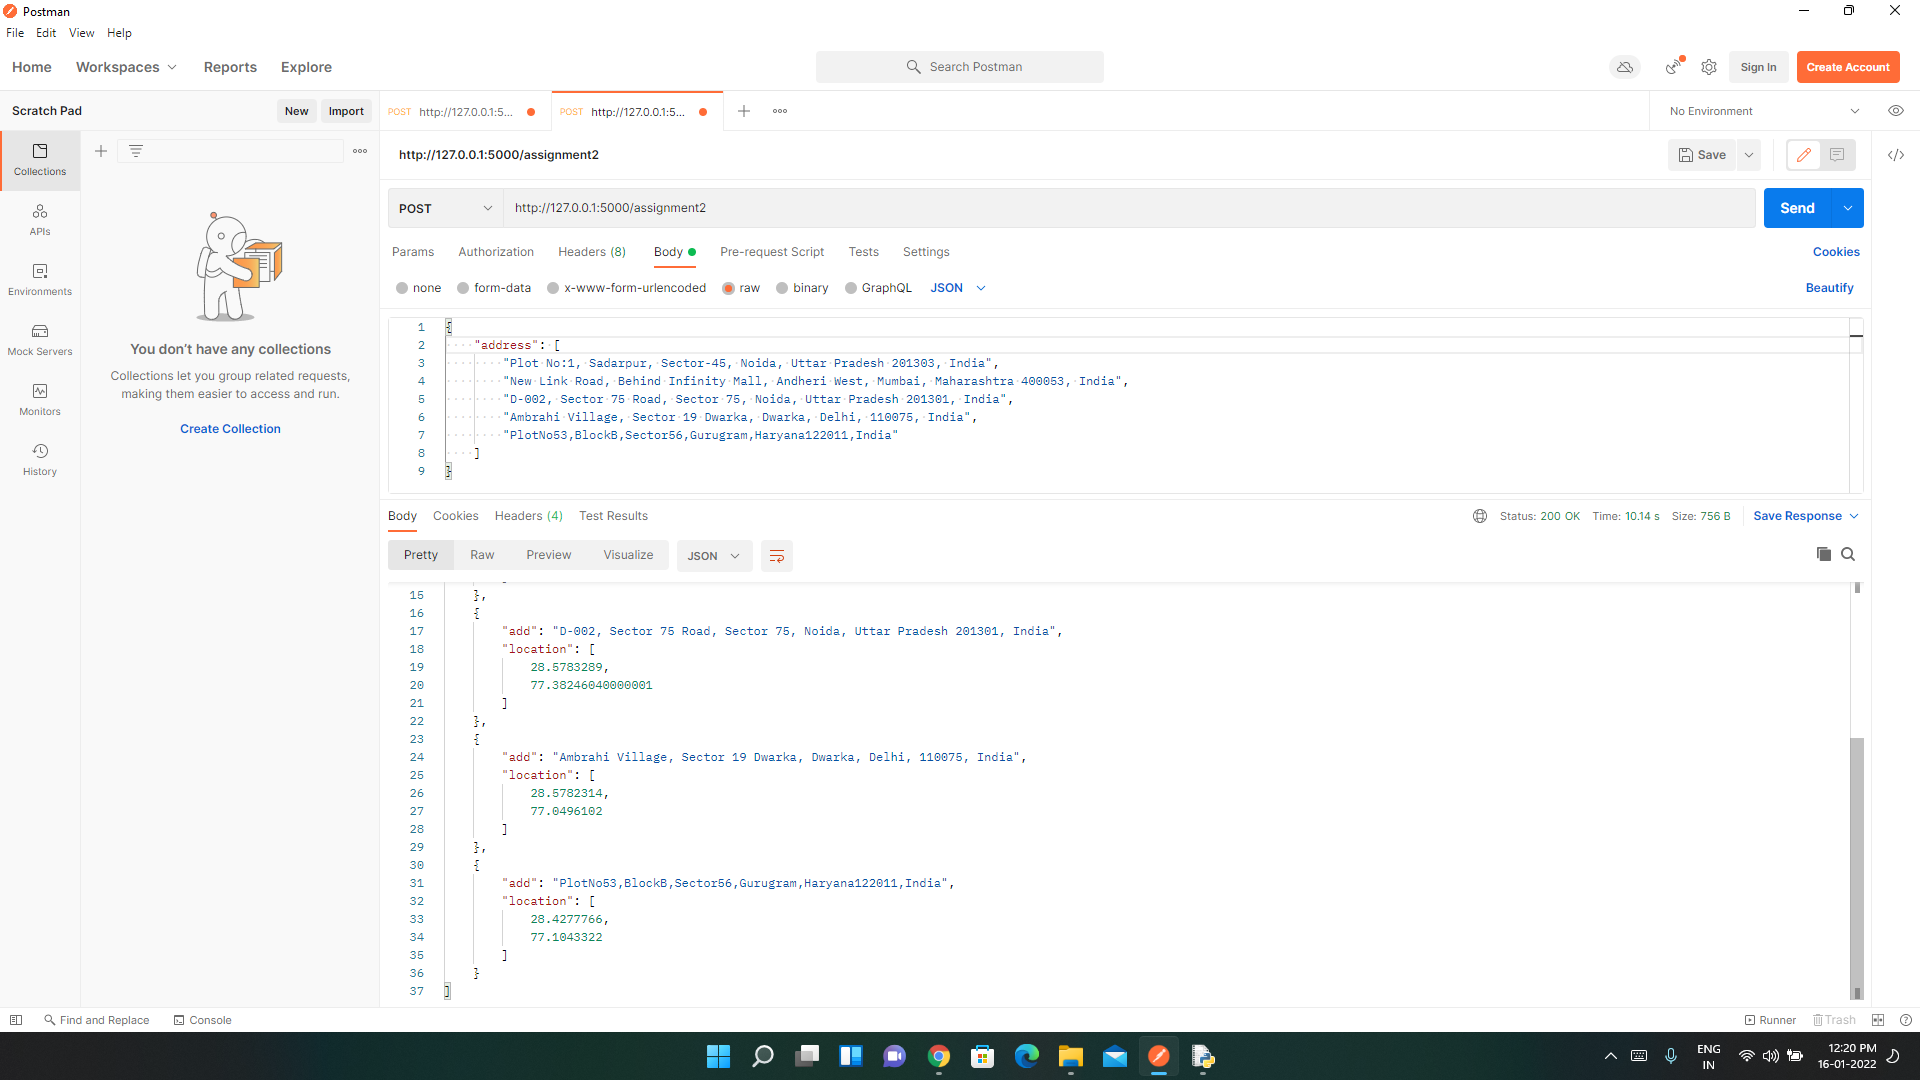 Postman
File Edit View Help
Home Workspaces Reports Explore
Search Postman
Sign In Create Account
Scratch Pad New Import
POST http://127.0.0.1:5... POST http://127.0.0.1:5...
No Environment
Collections
APIs
Environments
Mock Servers
Monitors
History
You don't have any collections
Collections let you group related requests,
making them easier to access and run.
Create Collection
http://127.0.0.1:5000/assignment2
Save
POST http://127.0.0.1:5000/assignment2 Send
Params Authorization Headers (8) Body Pre-request Script Tests Settings Cookies
none form-data x-www-form-urlencoded raw binary GraphQL JSON Beautify
1 {
2 "address": [
3 "Plot No:1, Sadarpur, Sector-45, Noida, Uttar Pradesh 201303, India",
4 "New Link Road, Behind Infinity Mall, Andheri West, Mumbai, Maharashtra 400053, India",
5 "D-002, Sector 75 Road, Sector 75, Noida, Uttar Pradesh 201301, India",
6 "Ambrahi Village, Sector 19 Dwarka, Dwarka, Delhi, 110075, India",
7 "PlotNo53,BlockB,Sector56,Gurugram,Haryana122011,India"
8 ]
9 }
Body Cookies Headers (4) Test Results Status: 200 OK Time: 10.14 s Size: 756 B Save Response
Pretty Raw Preview Visualize JSON
15 },
16 {
17 "add": "D-002, Sector 75 Road, Sector 75, Noida, Uttar Pradesh 201301, India",
18 "location": [
19 28.5783289,
20 77.38246040000001
21 ]
22 },
23 {
24 "add": "Ambrahi Village, Sector 19 Dwarka, Dwarka, Delhi, 110075, India",
25 "location": [
26 28.5782314,
27 77.0496102
28 ]
29 },
30 {
31 "add": "PlotNo53,BlockB,Sector56,Gurugram,Haryana122011,India",
32 "location": [
33 28.4277766,
34 77.1043322
35 ]
36 }
37 ]
Find and Replace Console Runner Trash
ENG
IN
12:20 PM
16-01-2022